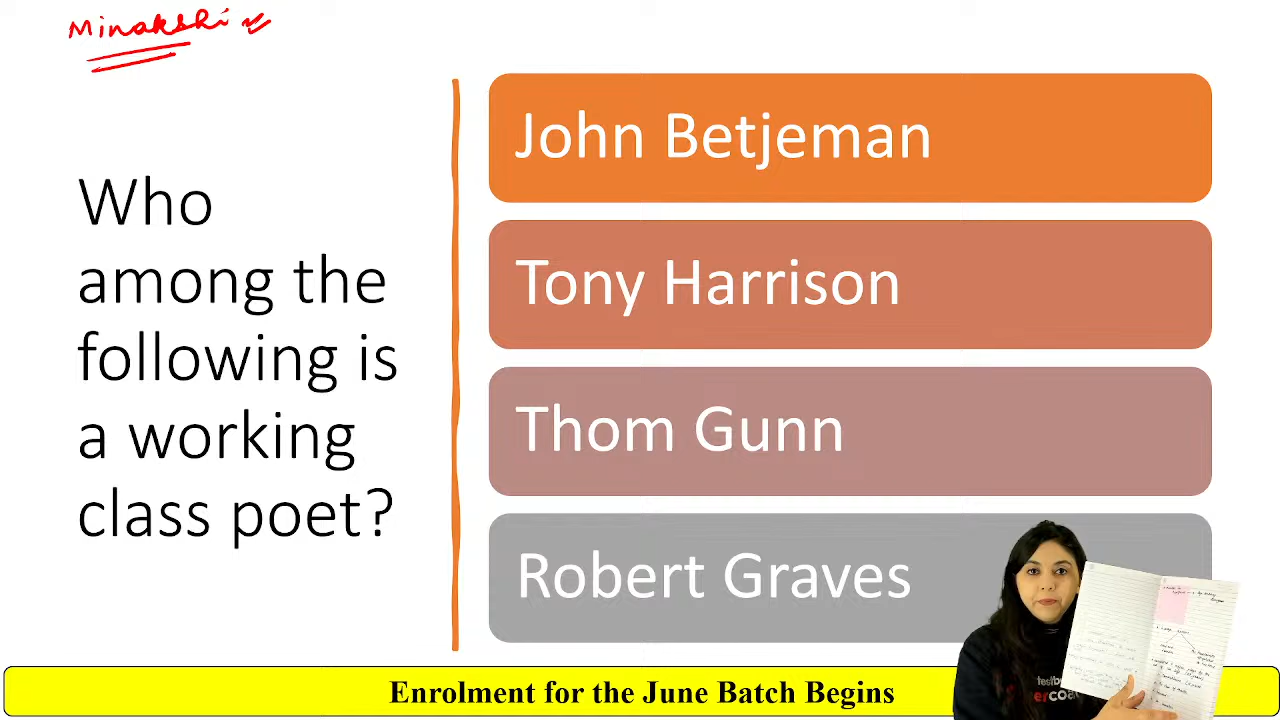 Minakshi
Who
among the
following is
a working
class poet?
John Betjeman
Tony Harrison
Thom Gunn
Robert Graves
Enrolment for the June Batch Begins